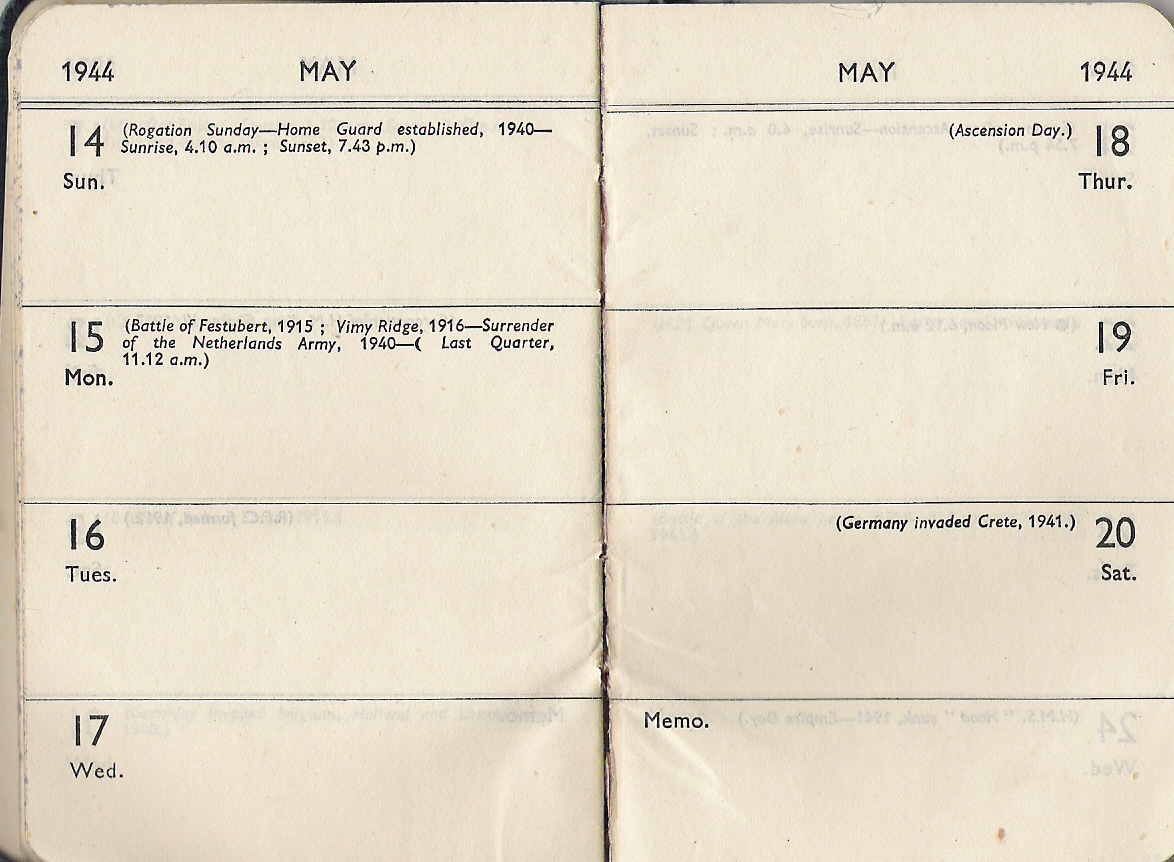 1944 MAY
14 (Rogation Sunday—Home Guard established, 1940—
Sunrise, 4.10 a.m. ; Sunset, 7.43 p.m.)
Sun.
15 (Battle of Festubert, 1915 ; Vimy Ridge, 1916—Surrender
of the Netherlands Army, 1940—( Last Quarter,
11.12 a.m.)
Mon.
16
Tues.
17
Wed.
MAY 1944
(Ascension Day.) 18
Thur.
19
Fri.
(Germany invaded Crete, 1941.) 20
Sat.
Memo.